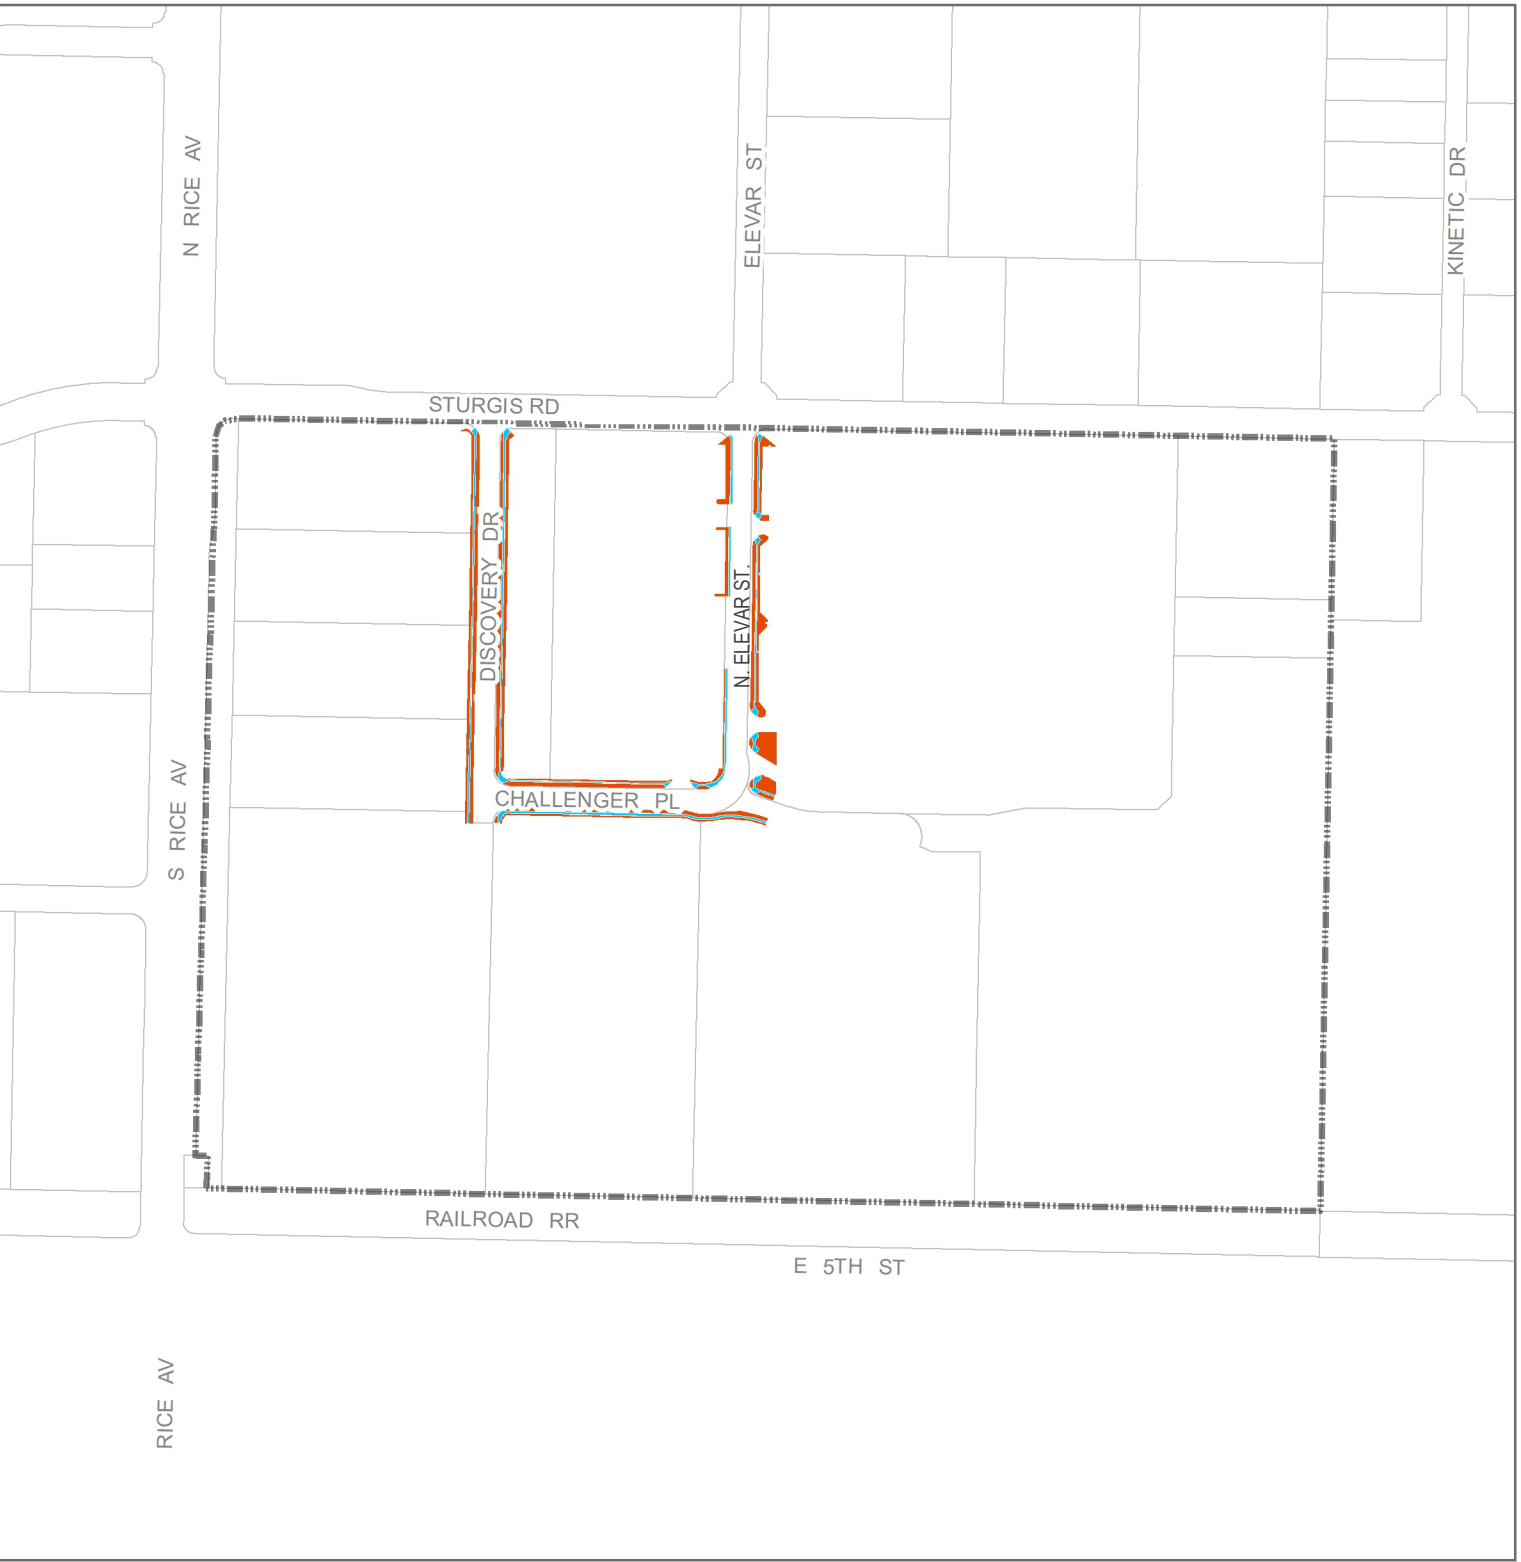 N RICE AV
ELEVAR ST
KINETIC DR
STURGIS RD
DISCOVERY DR
N. ELEVAR ST.
CHALLENGER PL
S RICE AV
RAILROAD RR
E 5TH ST
RICE AV